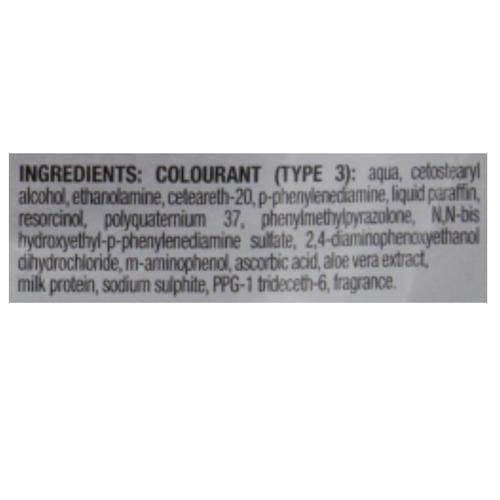 INGREDIENTS: COLOURANT (TYPE 3): aqua, cetostearyl
alcohol, ethanolamine, ceteareth-20, p-phenylenediamine, liquid paraffin,
resorcinol, polyquaternium 37, phenylmethylpyrazolone, N,N-bis
hydroxyethyl-p-phenylenediamine sulfate, 2,4-diaminophenoxyethanol
dihydrochloride, m-aminophenol, ascorbic acid, aloe vera extract,
milk protein, sodium sulphite, PPG-1 trideceth-6, fragrance.